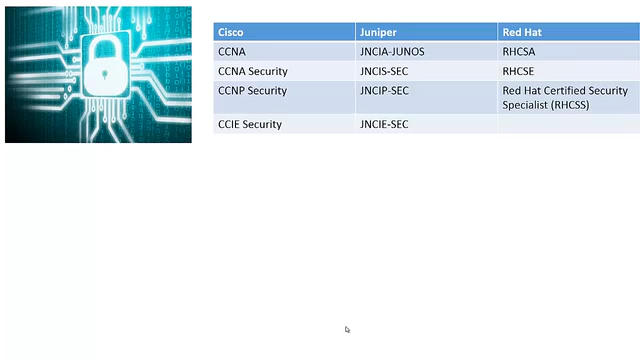 Cisco Juniper Red Hat
CCNA JNCIA-JUNOS RHCSA
CCNA Security JNCIS-SEC RHCSE
CCNP Security JNCIP-SEC Red Hat Certified Security
Specialist (RHCSS)
CCIE Security JNCIE-SEC